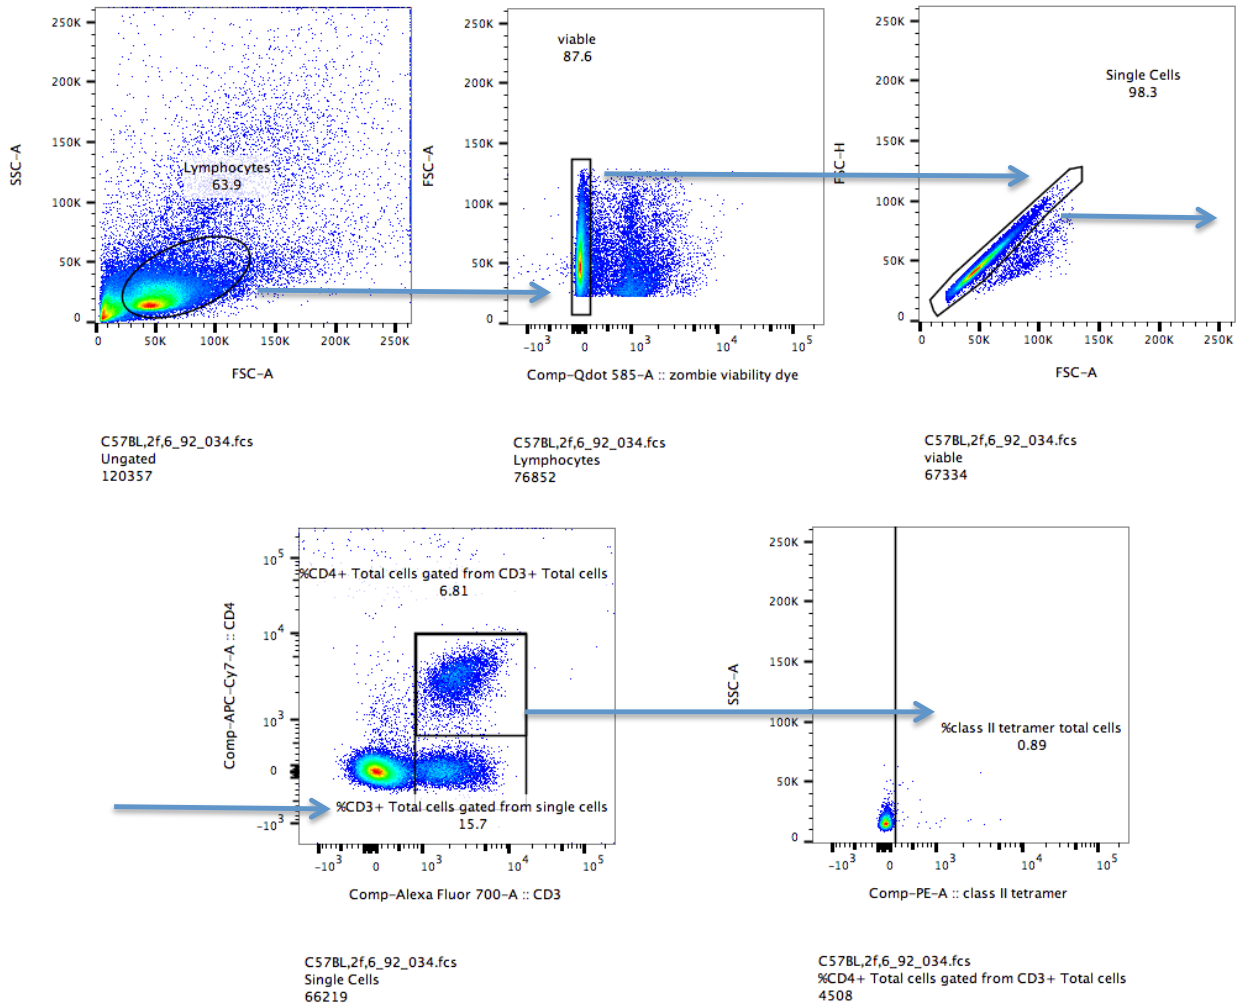 250K
200K
150K
100K
50K
0
SSC-A
Lymphocytes
63.9
0 50K 100K 150K 200K 250K
FSC-A
C57BL,2f,6_92_034.fcs
Ungated
120357
250K
200K
150K
100K
50K
0
FSC-A
viable
87.6
-10^3 0 10^3 10^4 10^5
Comp-Qdot 585-A :: zombie viability dye
C57BL,2f,6_92_034.fcs
Lymphocytes
76852
250K
200K
150K
100K
50K
0
FSC-H
Single Cells
98.3
0 50K 100K 150K 200K 250K
FSC-A
C57BL,2f,6_92_034.fcs
viable
67334
10^5
10^4
10^3
0
-10^3
Comp-APC-Cy7-A :: CD4
%CD4+ Total cells gated from CD3+ Total cells
6.81
%CD3+ Total cells gated from single cells
15.7
-10^3 0 10^3 10^4 10^5
Comp-Alexa Fluor 700-A :: CD3
C57BL,2f,6_92_034.fcs
Single Cells
66219
250K
200K
150K
100K
50K
0
SSC-A
%class II tetramer total cells
0.89
-10^3 0 10^3 10^4 10^5
Comp-PE-A :: class II tetramer
C57BL,2f,6_92_034.fcs
%CD4+ Total cells gated from CD3+ Total cells
4508